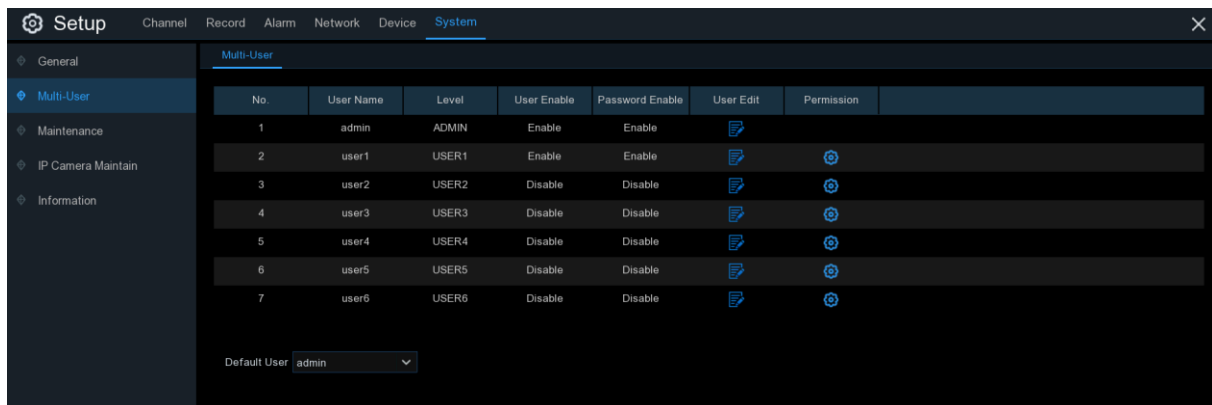 Setup Channel Record Alarm Network Device System
General
Multi-User
Maintenance
IP Camera Maintain
Information
Multi-User
No. User Name Level User Enable Password Enable User Edit Permission
1 admin ADMIN Enable Enable
2 user1 USER1 Enable Enable
3 user2 USER2 Disable Disable
4 user3 USER3 Disable Disable
5 user4 USER4 Disable Disable
6 user5 USER5 Disable Disable
7 user6 USER6 Disable Disable
Default User admin